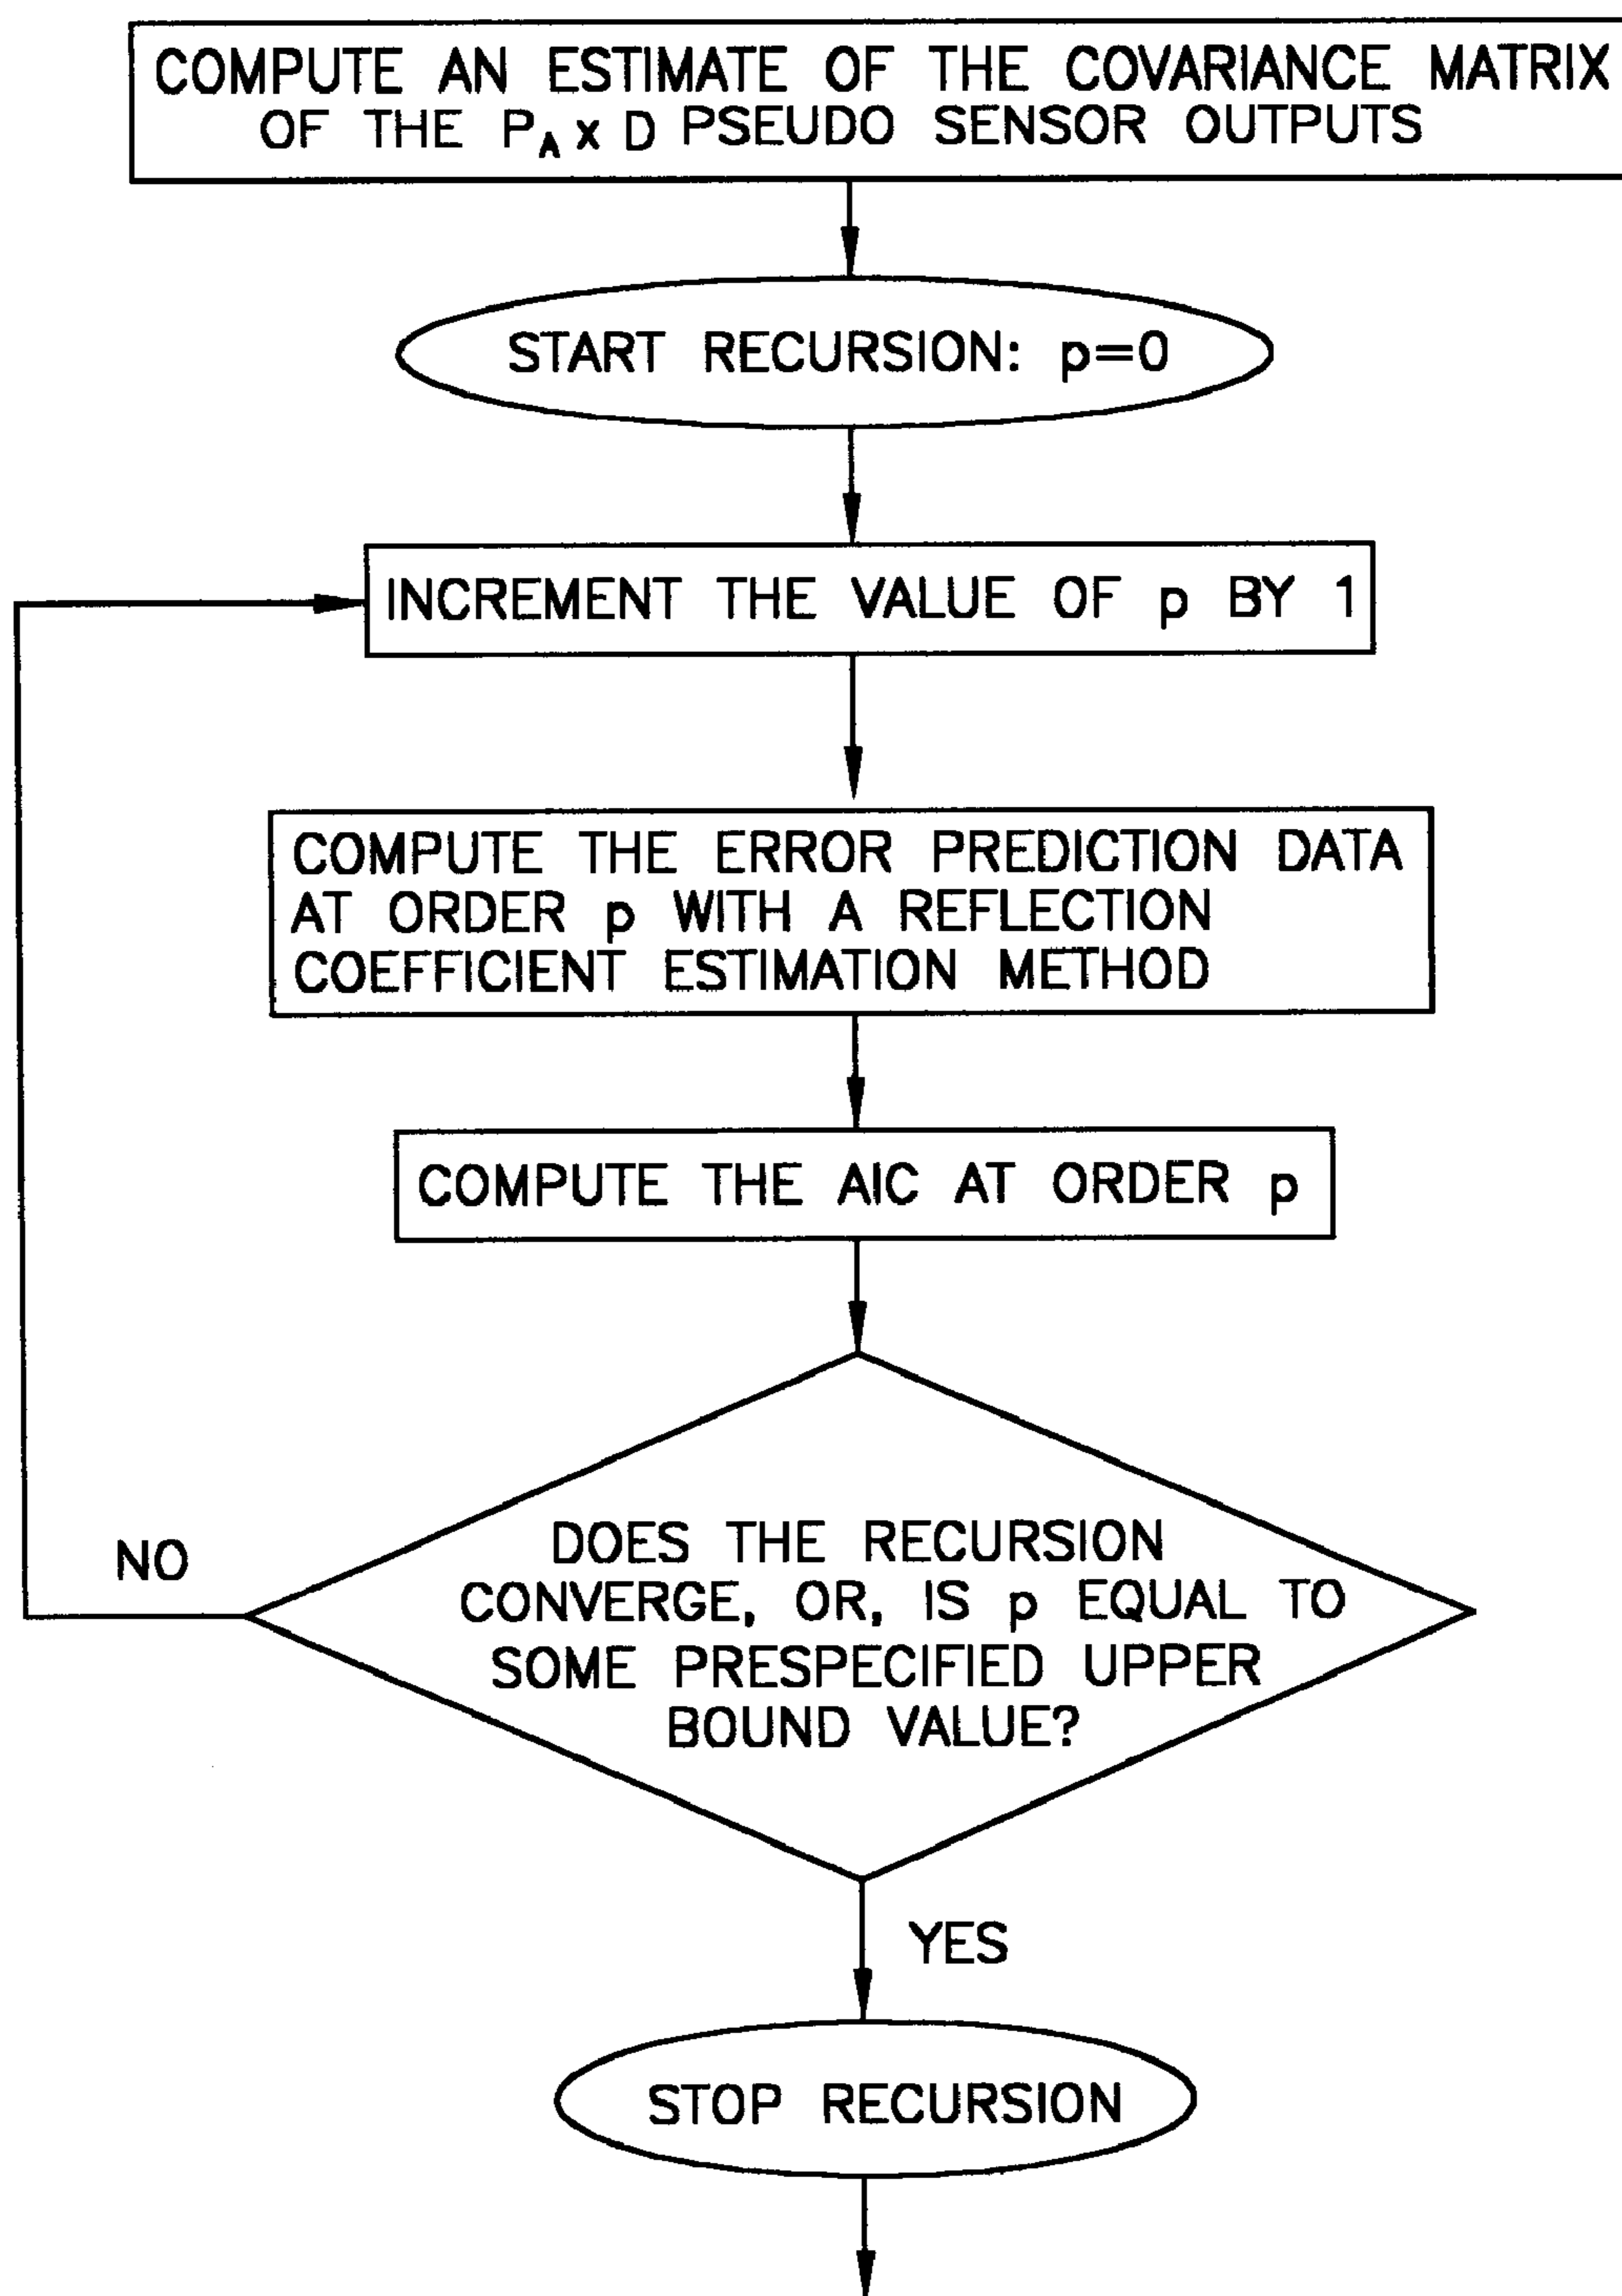 COMPUTE AN ESTIMATE OF THE COVARIANCE MATRIX
OF THE P_A x D PSEUDO SENSOR OUTPUTS
START RECURSION: p=0
INCREMENT THE VALUE OF p BY 1
COMPUTE THE ERROR PREDICTION DATA
AT ORDER p WITH A REFLECTION
COEFFICIENT ESTIMATION METHOD
COMPUTE THE AIC AT ORDER p
DOES THE RECURSION
CONVERGE, OR, IS p EQUAL TO
SOME PRESPECIFIED UPPER
BOUND VALUE?
NO
YES
STOP RECURSION